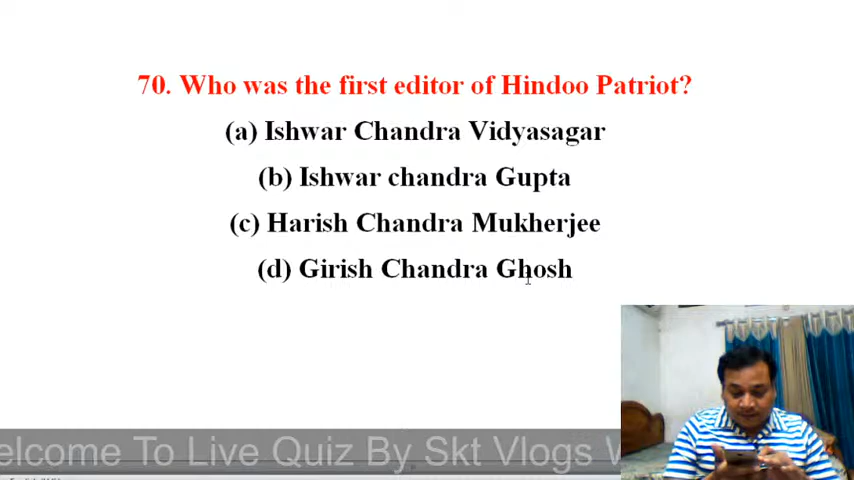 70. Who was the first editor of Hindoo Patriot?
(a) Ishwar Chandra Vidyasagar
(b) Ishwar chandra Gupta
(c) Harish Chandra Mukherjee
(d) Girish Chandra Ghosh
elcome To Live Quiz By Skt Vlogs W